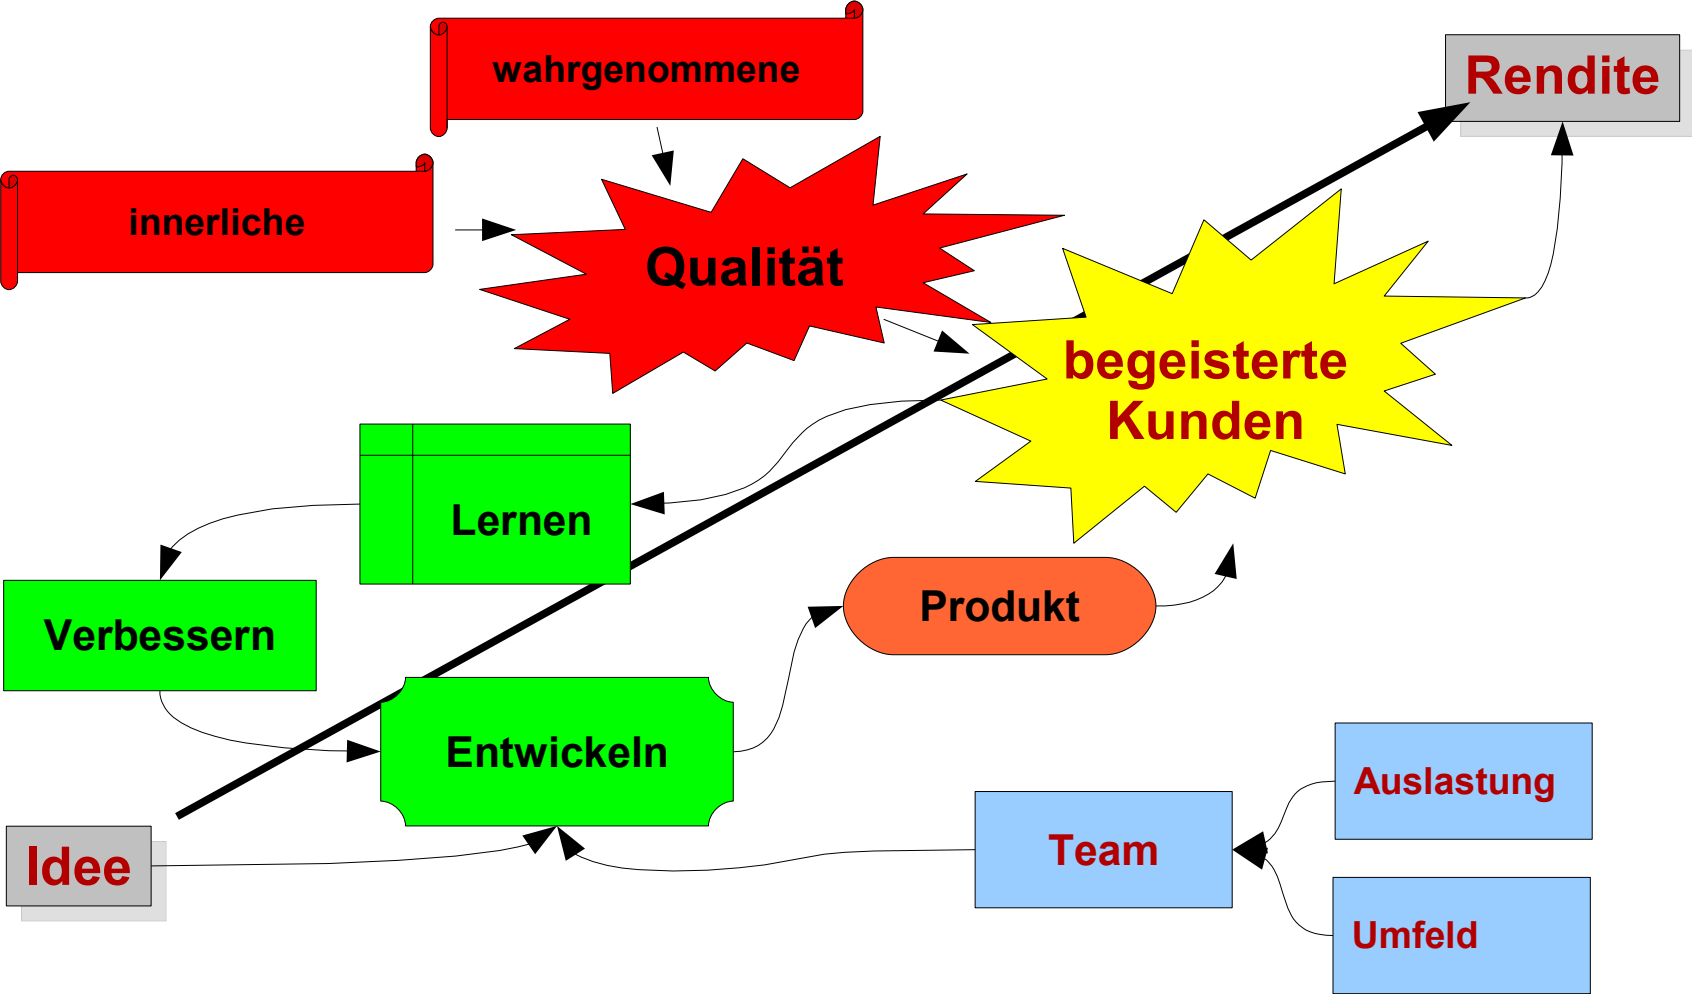 wahrgenommene
Rendite
innerliche
Qualität
begeisterte
Kunden
Lernen
Verbessern
Produkt
Entwickeln
Auslastung
Team
Idee
Umfeld